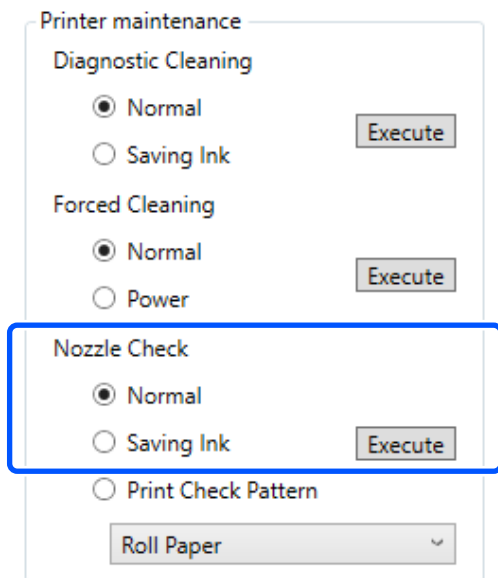 Printer maintenance
Diagnostic Cleaning
Normal
Execute
Saving Ink
Forced Cleaning
Normal
Execute
Power
Nozzle Check
Normal
Saving Ink
Execute
Print Check Pattern
Roll Paper